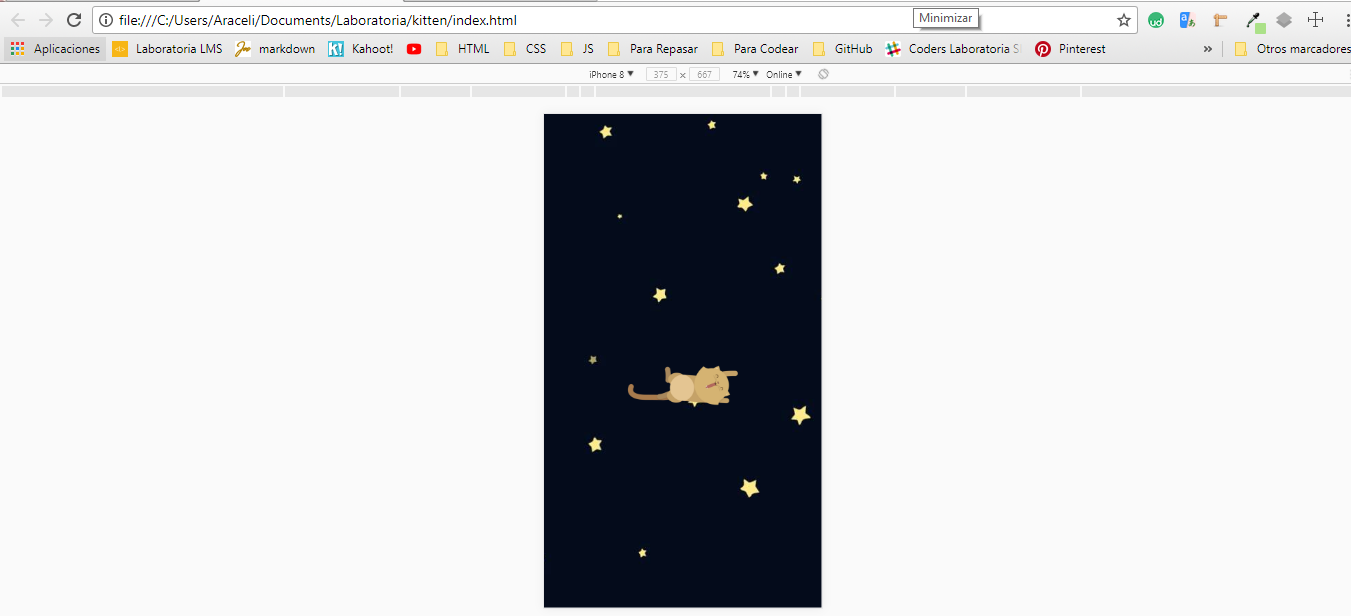 file:///C:/Users/Araceli/Documents/Laboratoria/kitten/index.html
Minimizar
ud
Aplicaciones Laboratoria LMS markdown Kahoot! HTML CSS JS Para Repasar Para Codear GitHub Coders Laboratoria S Pinterest » Otros marcadores
iPhone 8 ▼ 375 × 667 74% ▼ Online ▼